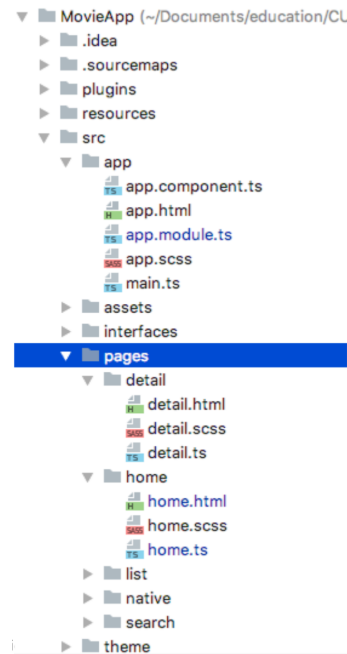 MovieApp (~/Documents/education/CU
.idea
.sourcemaps
plugins
resources
src
app
TS app.component.ts
H app.html
TS app.module.ts
SASS app.scss
TS main.ts
assets
interfaces
pages
detail
H detail.html
SASS detail.scss
TS detail.ts
home
H home.html
SASS home.scss
TS home.ts
list
native
search
theme